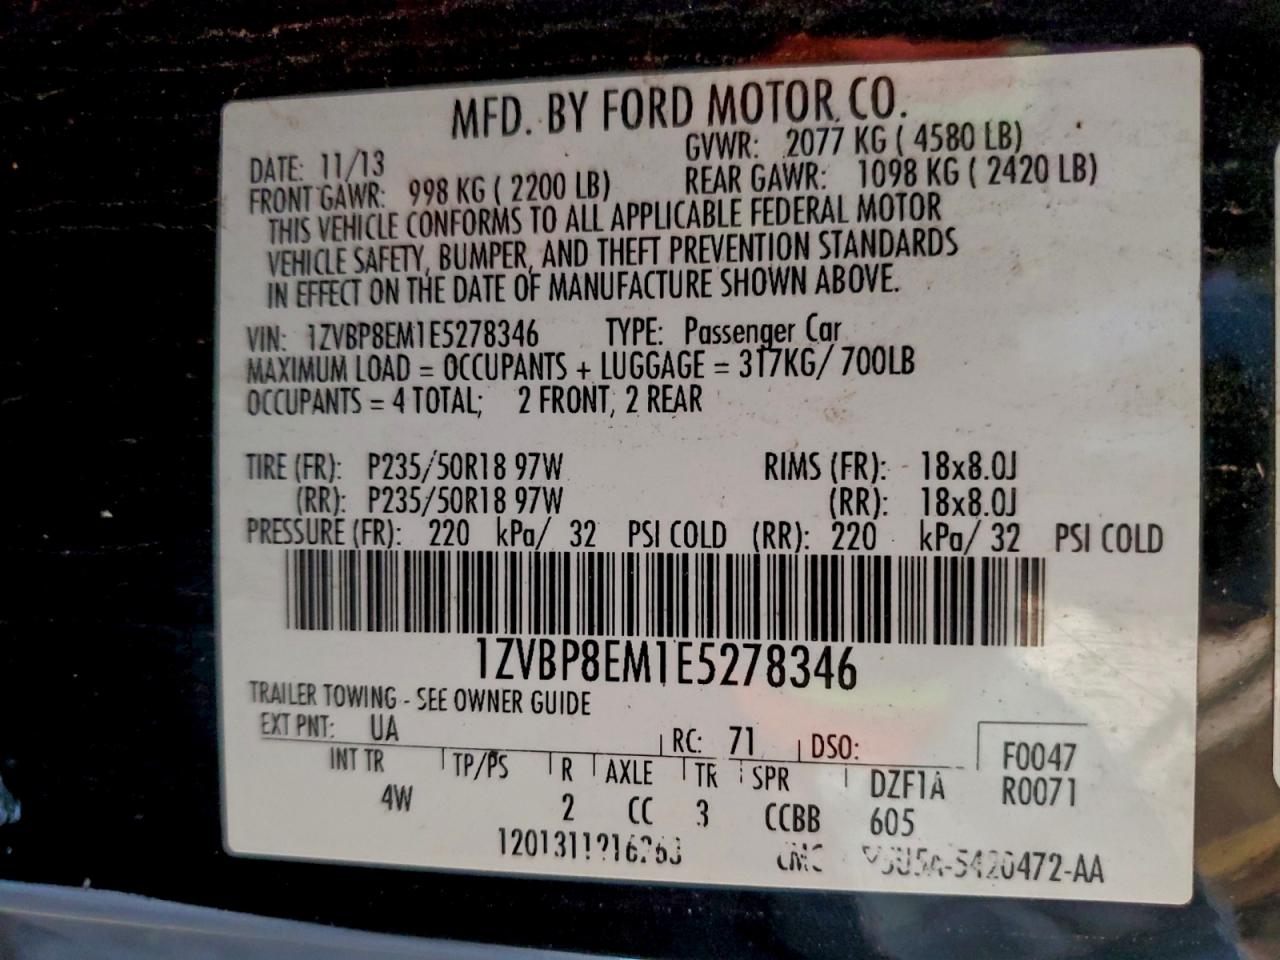 MFD. BY FORD MOTOR CO.
DATE: 11/13 GVWR: 2077 KG ( 4580 LB)
FRONT GAWR: 998 KG ( 2200 LB) REAR GAWR: 1098 KG ( 2420 LB)
THIS VEHICLE CONFORMS TO ALL APPLICABLE FEDERAL MOTOR
VEHICLE SAFETY, BUMPER, AND THEFT PREVENTION STANDARDS
IN EFFECT ON THE DATE OF MANUFACTURE SHOWN ABOVE.
VIN: 1ZVBP8EM1E5278346 TYPE: Passenger Car
MAXIMUM LOAD = OCCUPANTS + LUGGAGE = 317KG/ 700LB
OCCUPANTS = 4 TOTAL; 2 FRONT, 2 REAR
TIRE (FR): P235/50R18 97W RIMS (FR): 18x8.0J
(RR): P235/50R18 97W (RR): 18x8.0J
PRESSURE (FR): 220 kPa/ 32 PSI COLD (RR): 220 kPa/ 32 PSI COLD
1ZVBP8EM1E5278346
TRAILER TOWING - SEE OWNER GUIDE
EXT PNT: UA RC: 71 DSO: F0047
INT TR TP/PS R AXLE TR SPR DZF1A R0071
4W 2 CC 3 CCBB 605